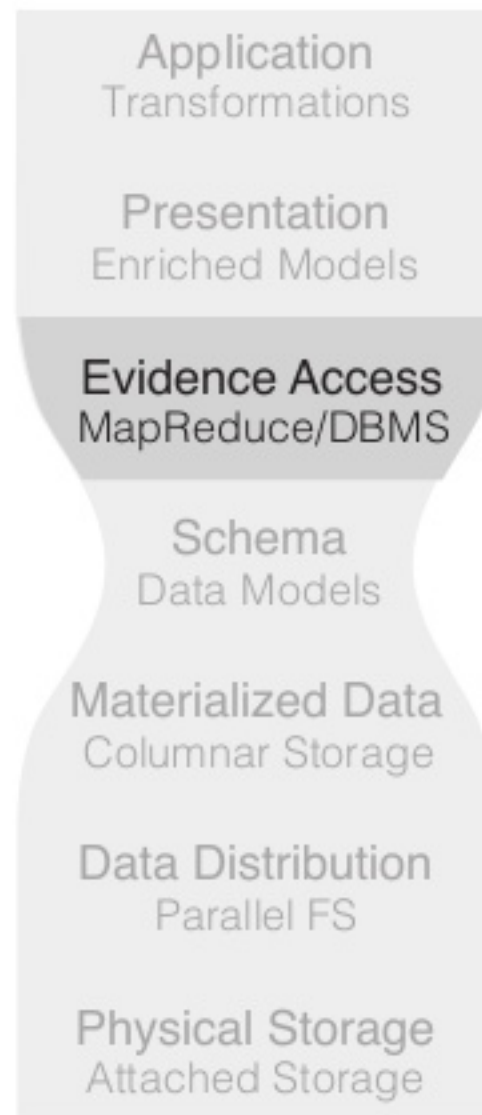 Application
Transformations
Presentation
Enriched Models
Evidence Access
MapReduce/DBMS
Schema
Data Models
Materialized Data
Columnar Storage
Data Distribution
Parallel FS
Physical Storage
Attached Storage